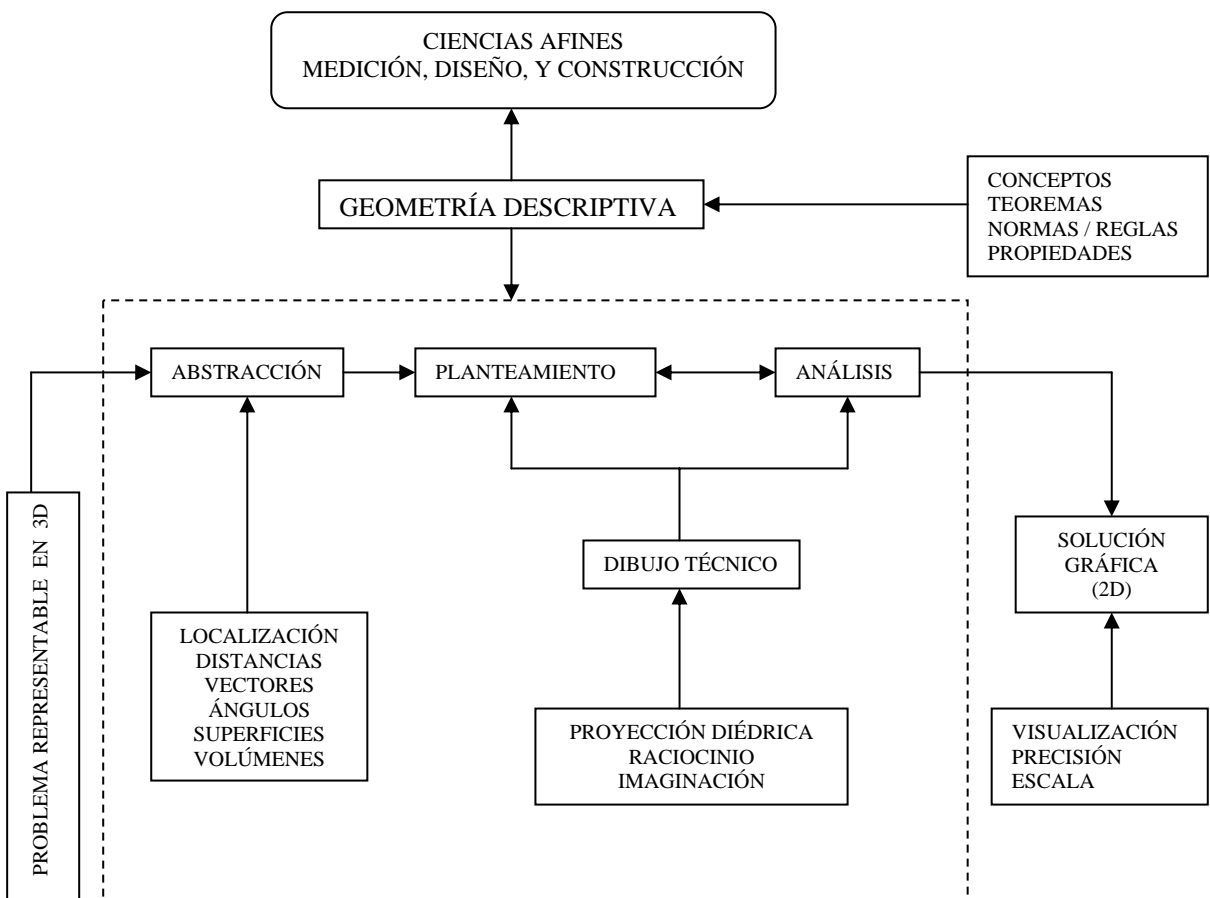 CIENCIAS AFINES
MEDICIÓN, DISEÑO, Y CONSTRUCCIÓN
GEOMETRÍA DESCRIPTIVA
CONCEPTOS
TEOREMAS
NORMAS / REGLAS
PROPIEDADES
ABSTRACCIÓN
PLANTEAMIENTO
ANÁLISIS
PROBLEMA REPRESENTABLE EN 3D
DIBUJO TÉCNICO
SOLUCIÓN
GRÁFICA
(2D)
LOCALIZACIÓN
DISTANCIAS
VECTORES
ÁNGULOS
SUPERFICIES
VOLÚMENES
PROYECCIÓN DIÉDRICA
RACIOCINIO
IMAGINACIÓN
VISUALIZACIÓN
PRECISIÓN
ESCALA